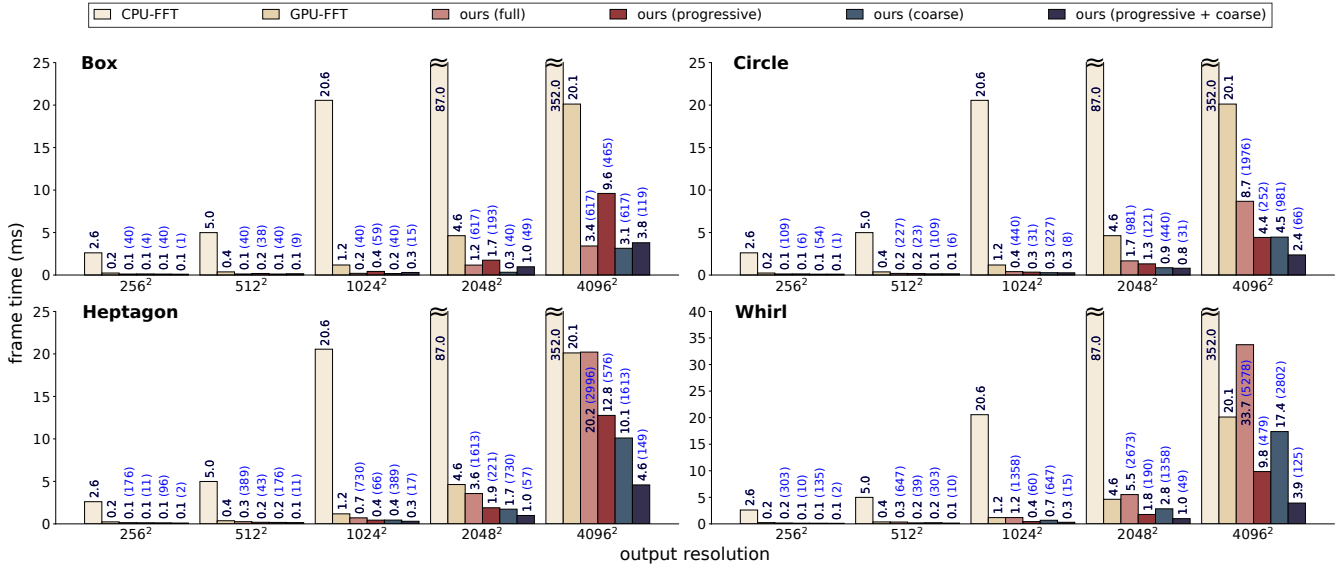 CPU-FFT GPU-FFT ours (full) ours (progressive) ours (coarse) ours (progressive + coarse)
frame time (ms)
Box
25
20
15
10
5
0
2.6 0.2 0.1 (40) 0.1 (4) 0.1 (40) 0.1 (1)
5.0 0.4 0.1 (40) 0.2 (38) 0.1 (40) 0.1 (9)
20.6 1.2 0.2 (40) 0.4 (59) 0.2 (40) 0.3 (15)
87.0 4.6 1.2 (617) 1.7 (193) 0.3 (40) 1.0 (49)
352.0 20.1 3.4 (617) 9.6 (465) 3.1 (617) 3.8 (119)
256² 512² 1024² 2048² 4096²
Circle
25
20
15
10
5
0
2.6 0.2 0.1 (109) 0.1 (6) 0.1 (54) 0.1 (1)
5.0 0.4 0.2 (227) 0.2 (23) 0.1 (109) 0.1 (6)
20.6 1.2 0.4 (440) 0.4 (31) 0.3 (227) 0.3 (8)
87.0 4.6 1.7 (981) 1.3 (121) 0.9 (440) 0.8 (31)
352.0 20.1 8.7 (1976) 4.4 (252) 4.5 (981) 2.4 (66)
256² 512² 1024² 2048² 4096²
Heptagon
25
20
15
10
5
0
2.6 0.2 0.1 (176) 0.1 (11) 0.1 (96) 0.1 (2)
5.0 0.4 0.3 (389) 0.2 (43) 0.2 (176) 0.1 (11)
20.6 1.2 0.7 (730) 0.4 (66) 0.4 (389) 0.3 (17)
87.0 4.6 3.6 (1613) 1.9 (221) 1.7 (730) 1.0 (57)
352.0 20.1 20.2 (2996) 12.8 (576) 10.1 (1613) 4.6 (149)
256² 512² 1024² 2048² 4096²
Whirl
40
35
30
25
20
15
10
5
0
2.6 0.2 0.2 (303) 0.1 (10) 0.1 (135) 0.1 (2)
5.0 0.4 0.3 (647) 0.2 (39) 0.2 (303) 0.1 (10)
20.6 1.2 1.2 (1358) 0.4 (60) 0.7 (647) 0.3 (15)
87.0 4.6 5.5 (2673) 1.8 (190) 2.8 (1358) 1.0 (49)
352.0 20.1 33.7 (5278) 9.8 (479) 17.4 (2802) 3.9 (125)
256² 512² 1024² 2048² 4096²
output resolution